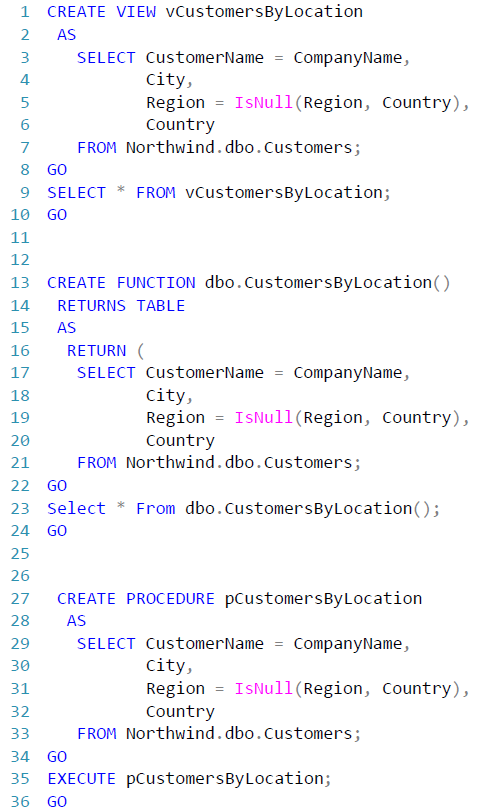 1 CREATE VIEW vCustomersByLocation
2 AS
3 SELECT CustomerName = CompanyName,
4 City,
5 Region = IsNull(Region, Country),
6 Country
7 FROM Northwind.dbo.Customers;
8 GO
9 SELECT * FROM vCustomersByLocation;
10 GO
11
12
13 CREATE FUNCTION dbo.CustomersByLocation()
14 RETURNS TABLE
15 AS
16 RETURN (
17 SELECT CustomerName = CompanyName,
18 City,
19 Region = IsNull(Region, Country),
20 Country
21 FROM Northwind.dbo.Customers;
22 GO
23 Select * From dbo.CustomersByLocation();
24 GO
25
26
27 CREATE PROCEDURE pCustomersByLocation
28 AS
29 SELECT CustomerName = CompanyName,
30 City,
31 Region = IsNull(Region, Country),
32 Country
33 FROM Northwind.dbo.Customers;
34 GO
35 EXECUTE pCustomersByLocation;
36 GO